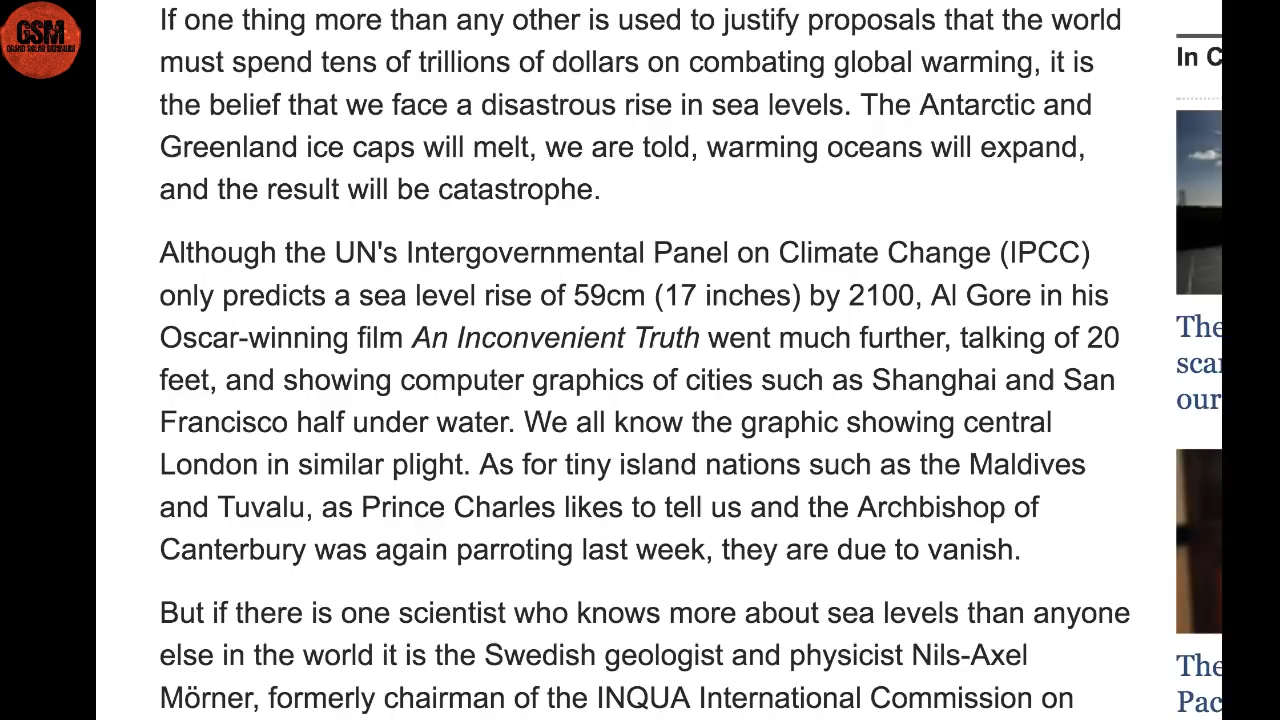 GSM
GRAND SOLAR MINIMUM
If one thing more than any other is used to justify proposals that the world
must spend tens of trillions of dollars on combating global warming, it is
the belief that we face a disastrous rise in sea levels. The Antarctic and
Greenland ice caps will melt, we are told, warming oceans will expand,
and the result will be catastrophe.
Although the UN's Intergovernmental Panel on Climate Change (IPCC)
only predicts a sea level rise of 59cm (17 inches) by 2100, Al Gore in his
Oscar-winning film An Inconvenient Truth went much further, talking of 20
feet, and showing computer graphics of cities such as Shanghai and San
Francisco half under water. We all know the graphic showing central
London in similar plight. As for tiny island nations such as the Maldives
and Tuvalu, as Prince Charles likes to tell us and the Archbishop of
Canterbury was again parroting last week, they are due to vanish.
But if there is one scientist who knows more about sea levels than anyone
else in the world it is the Swedish geologist and physicist Nils-Axel
Mörner, formerly chairman of the INQUA International Commission on
In C
The
scar
our
The
Pac